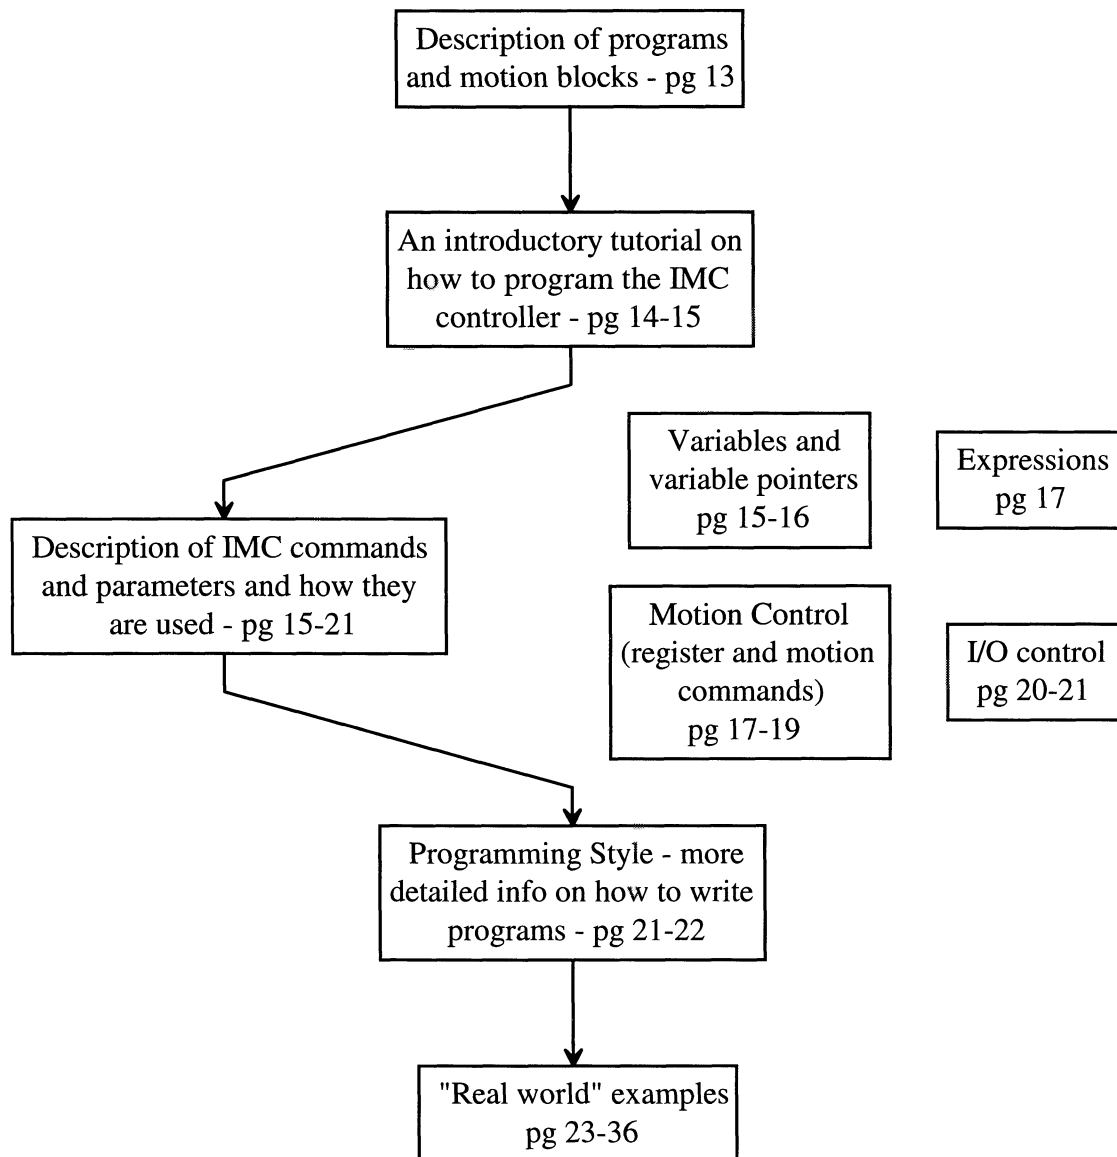 Description of programs
and motion blocks - pg 13
An introductory tutorial on
how to program the IMC
controller - pg 14-15
Variables and
variable pointers
pg 15-16
Expressions
pg 17
Description of IMC commands
and parameters and how they
are used - pg 15-21
Motion Control
(register and motion
commands)
pg 17-19
I/O control
pg 20-21
Programming Style - more
detailed info on how to write
programs - pg 21-22
"Real world" examples
pg 23-36